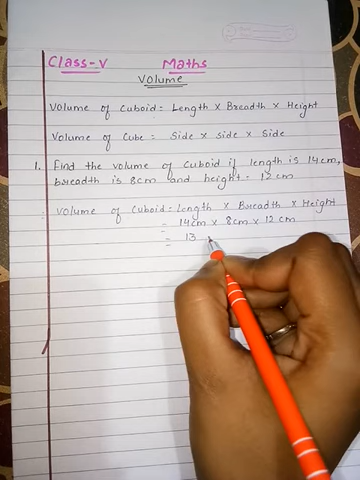 Class-V Maths
Volume
Volume of Cuboid = Length x Breadth x Height
Volume of Cube = Side x side x Side
1. Find the volume of cuboid if length is 14cm,
breadth is 8cm and height = 12cm
Volume of Cuboid = Length x Breadth x Height
= 14cm x 8cm x 12 cm
= 13
=